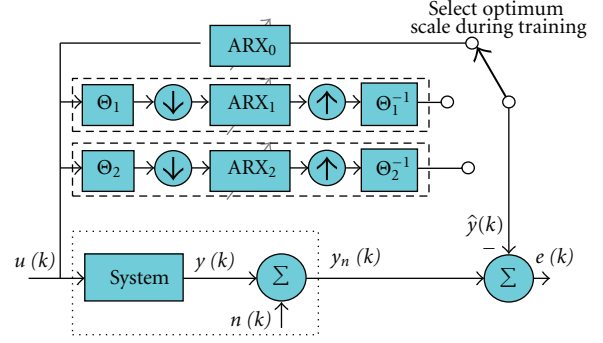 Select optimum
scale during training
ARX₀
Θ₁ ↓ ARX₁ ↑ Θ₁⁻¹
Θ₂ ↓ ARX₂ ↑ Θ₂⁻¹
ŷ(k)
−
u (k)
System
y (k)
Σ
yₙ (k)
Σ
e (k)
n (k)